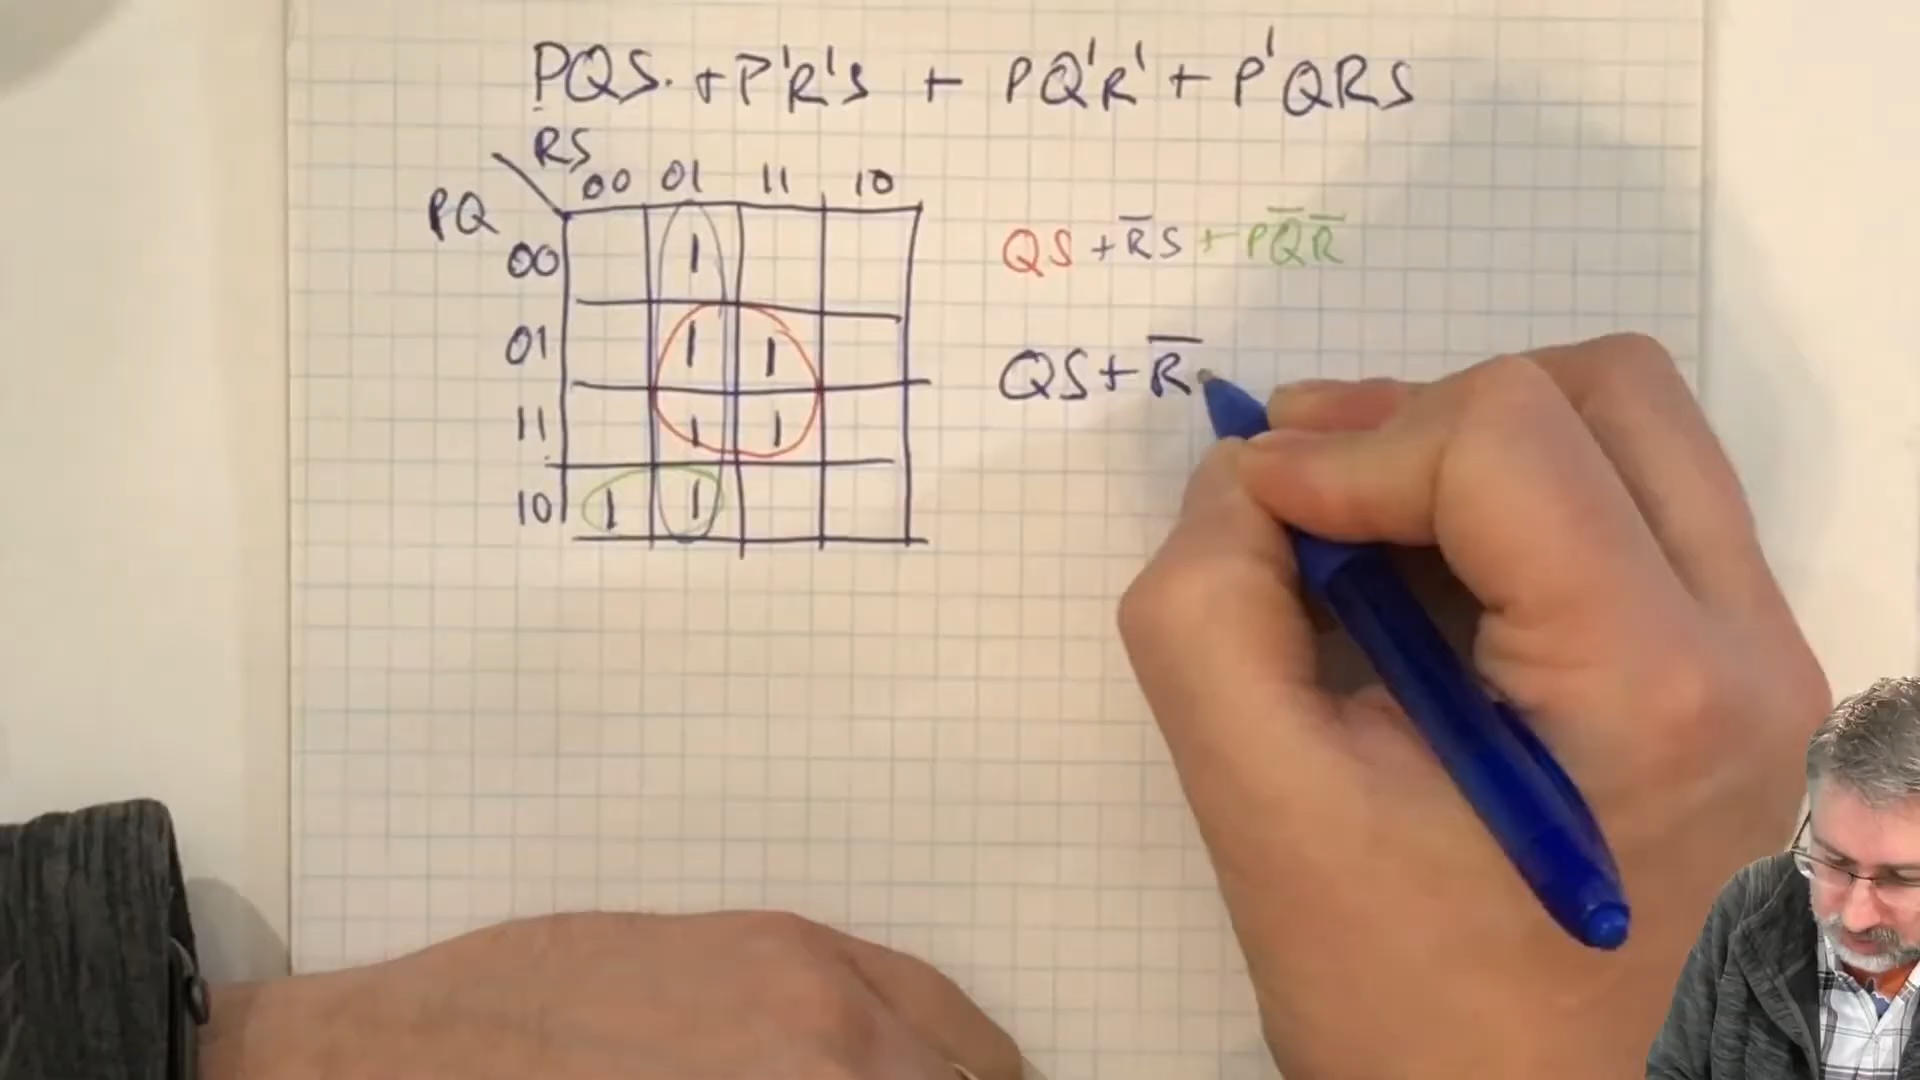 PQS. + P'R'S + PQ'R' + P'QRS
RS
00 01 11 10
PQ
00 1
QS + R̅S + PQ̅R̅
01 1 1
QS + R̅
11 1 1
10 1 1